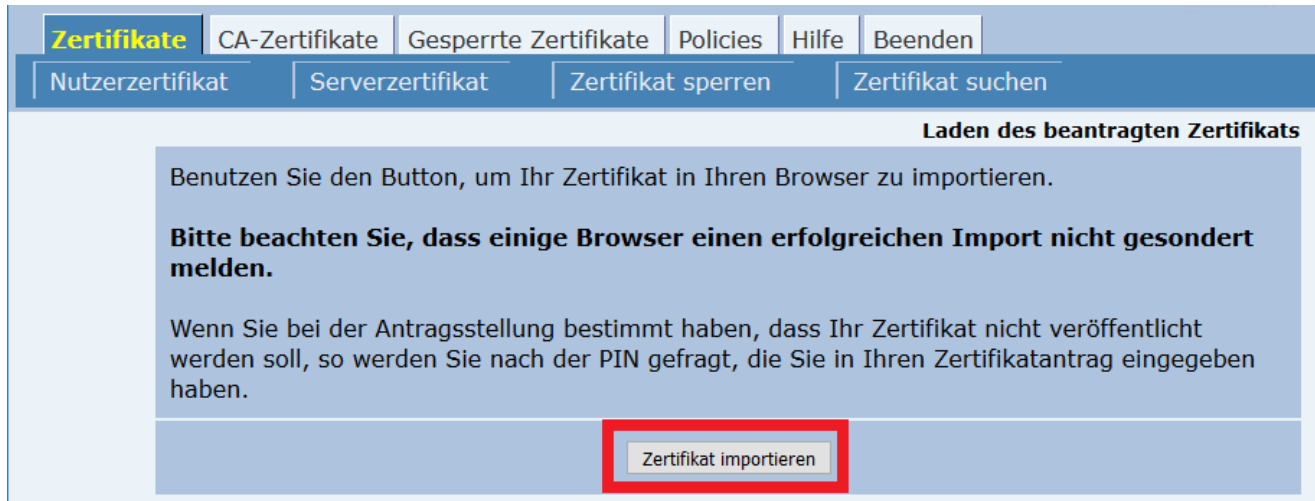 Zertifikate CA-Zertifikate Gesperrte Zertifikate Policies Hilfe Beenden
Nutzerzertifikat Serverzertifikat Zertifikat sperren Zertifikat suchen
Laden des beantragten Zertifikats
Benutzen Sie den Button, um Ihr Zertifikat in Ihren Browser zu importieren.
Bitte beachten Sie, dass einige Browser einen erfolgreichen Import nicht gesondert
melden.
Wenn Sie bei der Antragsstellung bestimmt haben, dass Ihr Zertifikat nicht veröffentlicht
werden soll, so werden Sie nach der PIN gefragt, die Sie in Ihren Zertifikatantrag eingegeben
haben.
Zertifikat importieren